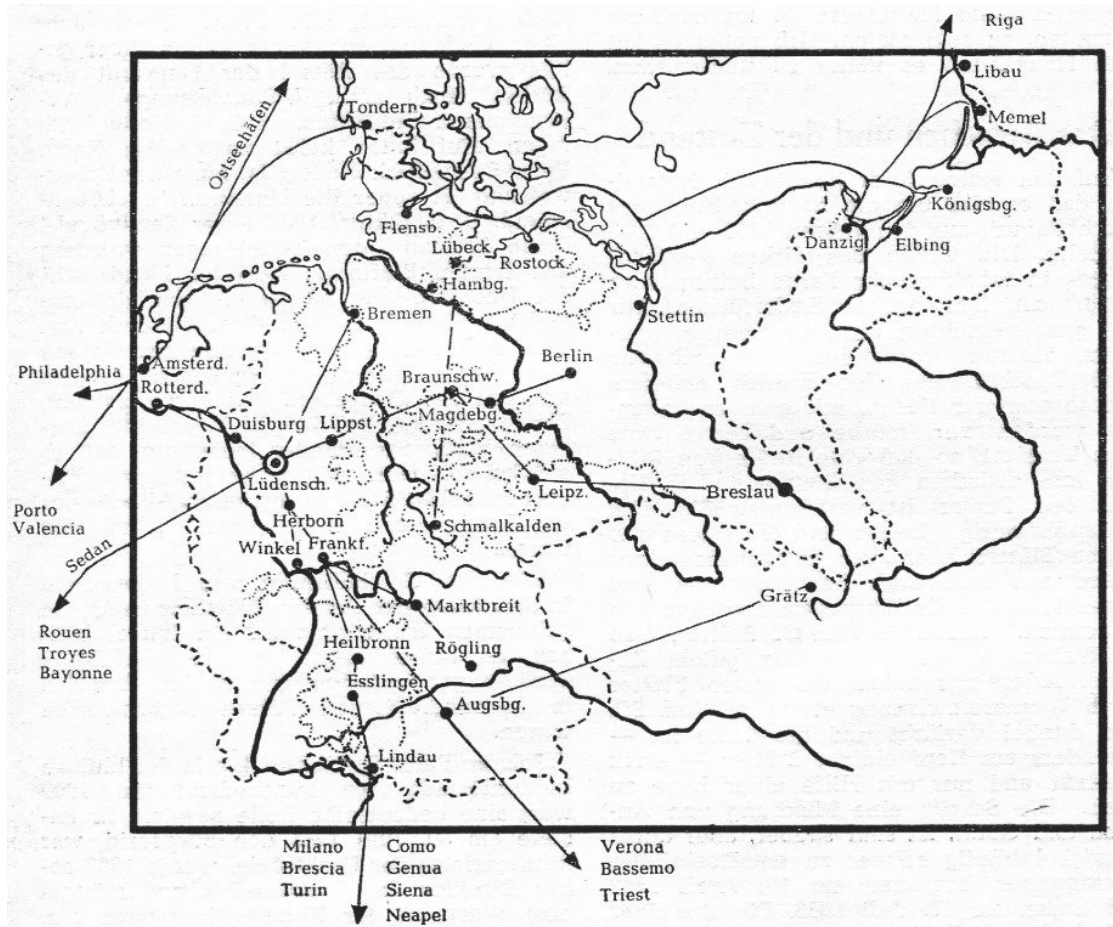 Riga
Libau
Memel
Tondern
Ostseehäfen
Königsbg.
Flensb.
Danzig
Elbing
Lübeck
Rostock
Hambg.
Stettin
Bremen
Amsterd.
Philadelphia
Berlin
Rotterd.
Braunschw.
Magdebg.
Duisburg
Lippst.
Lüdensch.
Leipz.
Breslau
Porto
Valencia
Herborn
Schmalkalden
Sedan
Winkel
Frankf.
Grätz
Marktbreit
Rouen
Troyes
Bayonne
Heilbronn
Rögling
Esslingen
Augsbg.
Lindau
Milano
Brescia
Turin
Como
Genua
Siena
Neapel
Verona
Bassemo
Triest